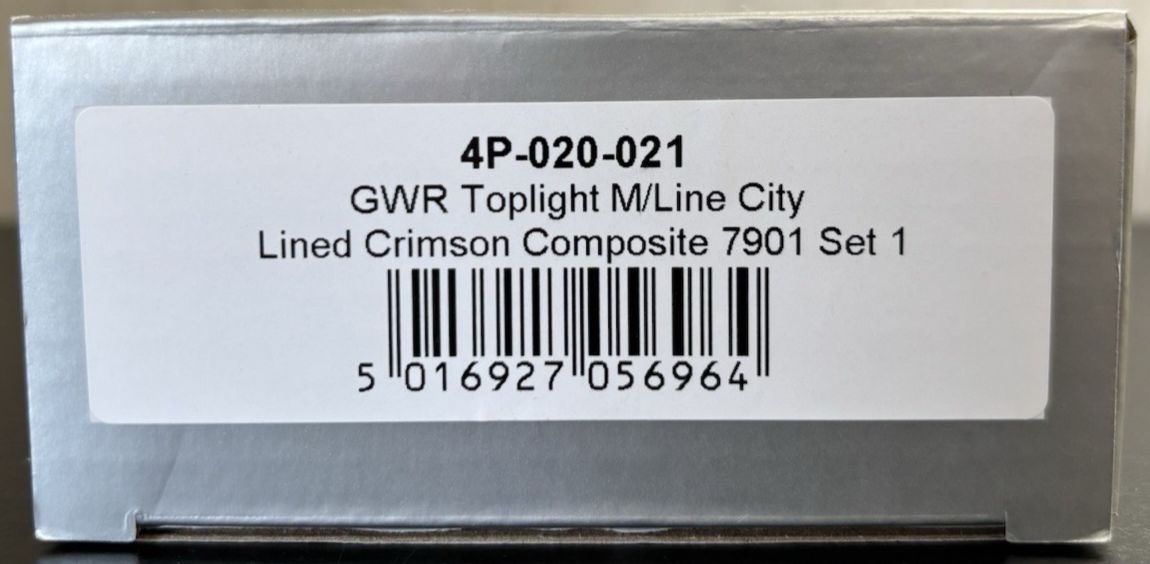 4P-020-021
GWR Toplight M/Line City
Lined Crimson Composite 7901 Set 1
5 016927 056964